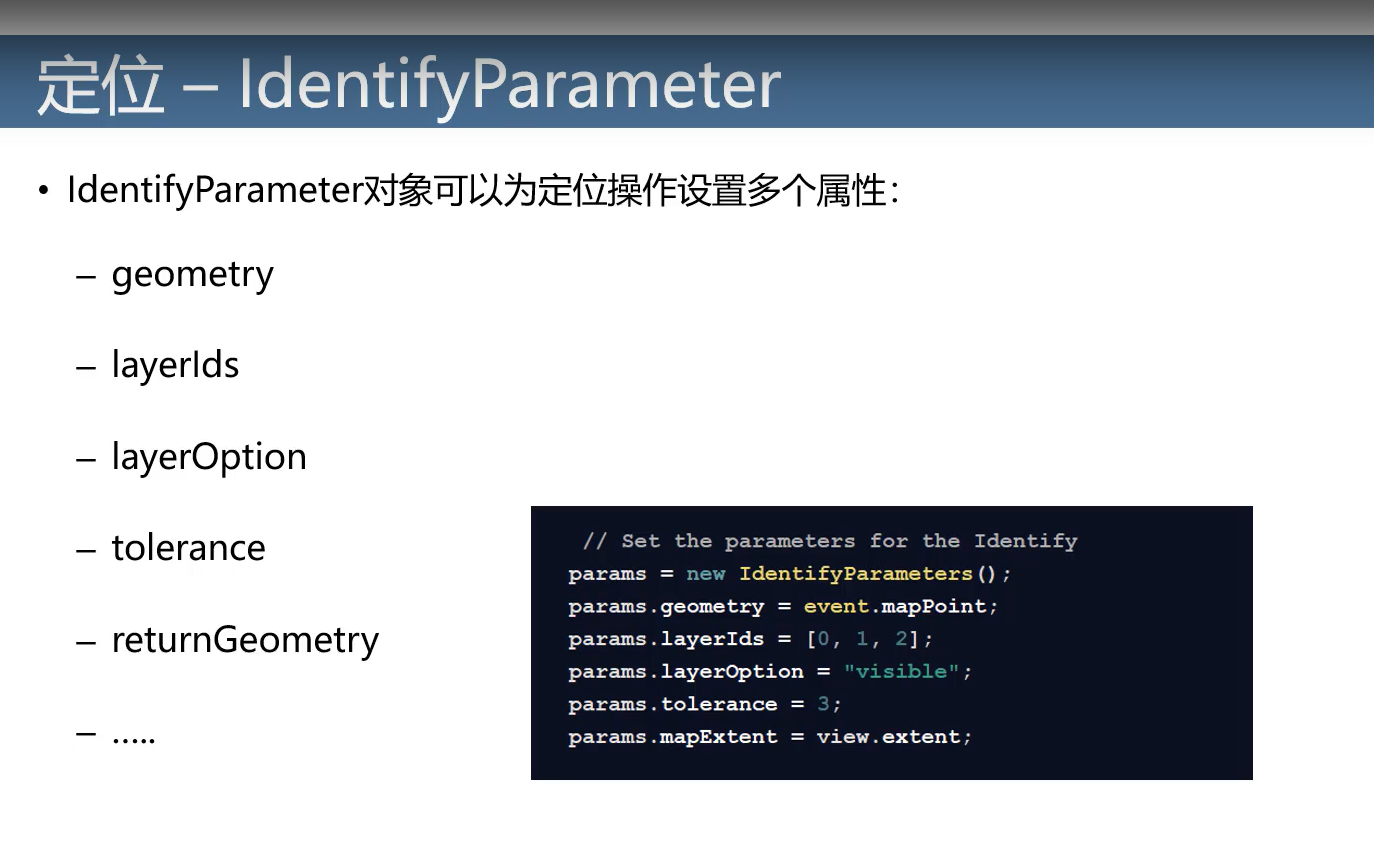 定位 – IdentifyParameter
• IdentifyParameter对象可以为定位操作设置多个属性：
– geometry
– layerIds
– layerOption
– tolerance
– returnGeometry
– …..
// Set the parameters for the Identify
params = new IdentifyParameters();
params.geometry = event.mapPoint;
params.layerIds = [0, 1, 2];
params.layerOption = "visible";
params.tolerance = 3;
params.mapExtent = view.extent;